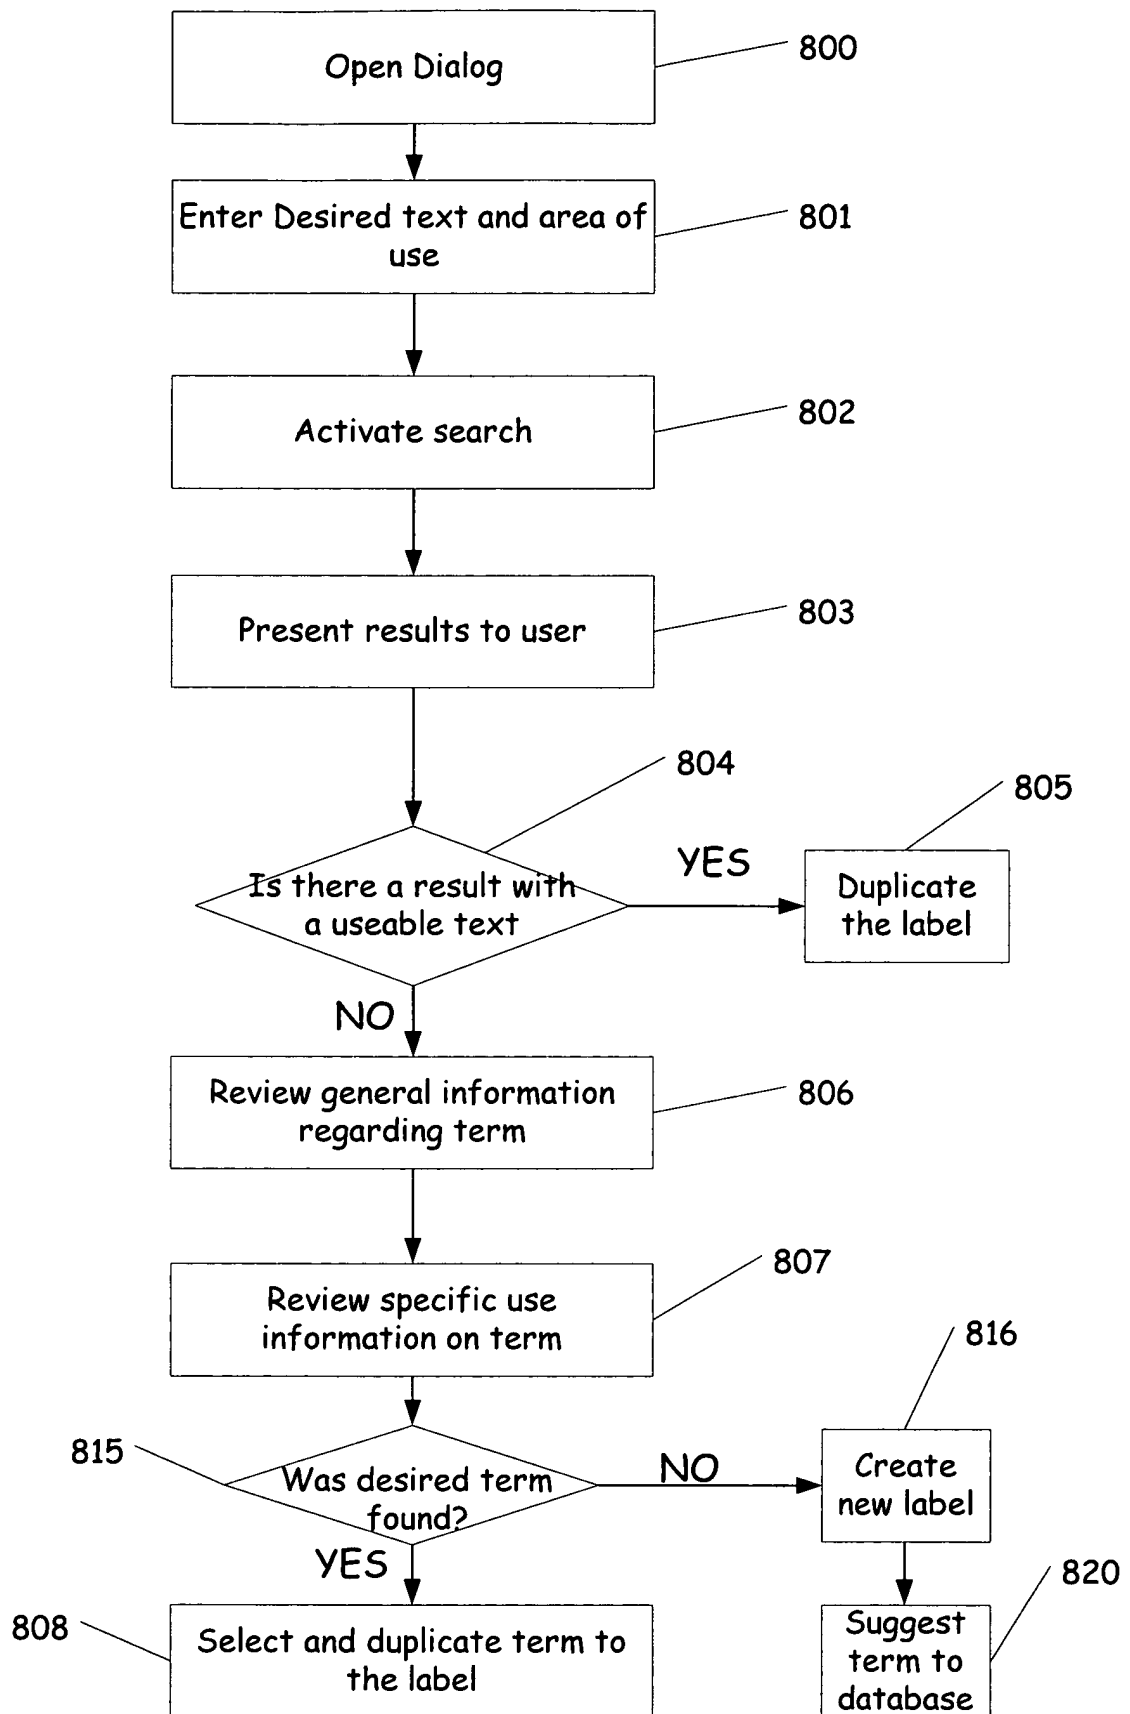 Open Dialog
800
Enter Desired text and area of
use
801
Activate search
802
Present results to user
803
804
Is there a result with
a useable text
YES
805
Duplicate
the label
NO
Review general information
regarding term
806
Review specific use
information on term
807
815
Was desired term
found?
NO
816
Create
new label
YES
808
Select and duplicate term to
the label
820
Suggest
term to
database